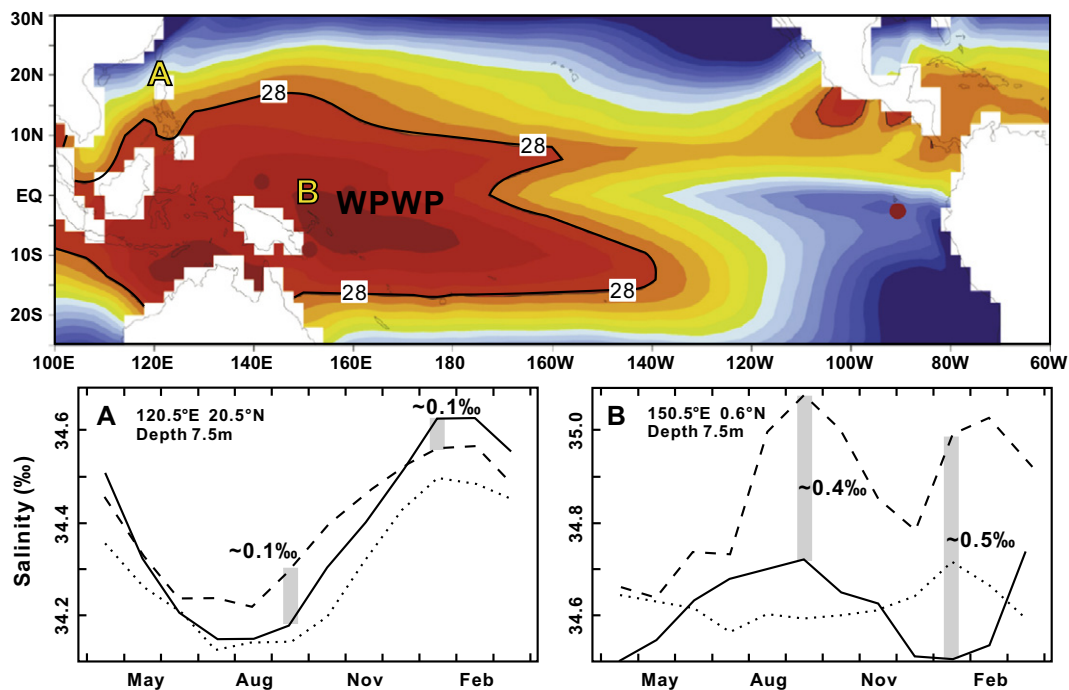 30N
20N
10N
EQ
10S
20S
A
B
WPWP
28
28
28
28
100E 120E 140E 160E 180 160W 140W 120W 100W 80W 60W
A
120.5°E 20.5°N
Depth 7.5m
~0.1‰
~0.1‰
Salinity (‰)
34.6
34.4
34.2
May Aug Nov Feb
B
150.5°E 0.6°N
Depth 7.5m
~0.4‰
~0.5‰
35.0
34.8
34.6
May Aug Nov Feb